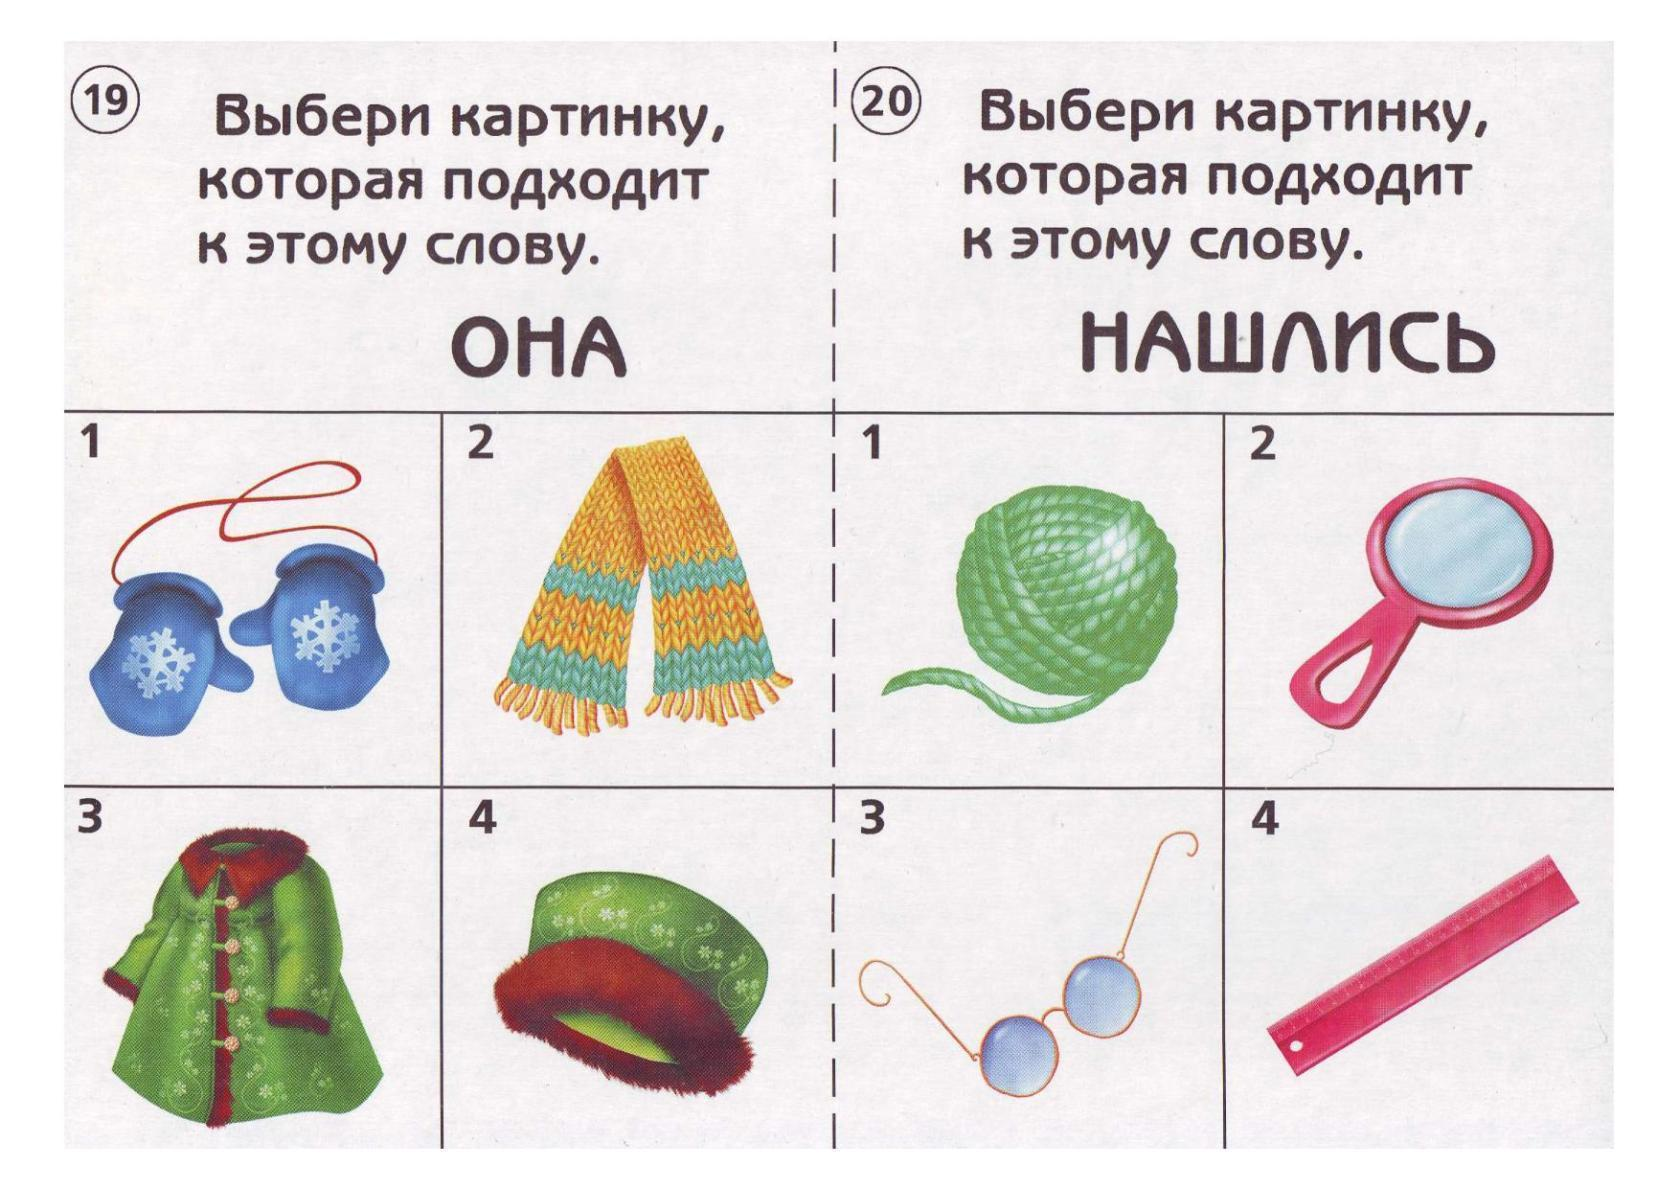 19
Выбери картинку,
которая подходит
к этому слову.
ОНА
1
2
3
4
20
Выбери картинку,
которая подходит
к этому слову.
НАШЛИСЬ
1
2
3
4